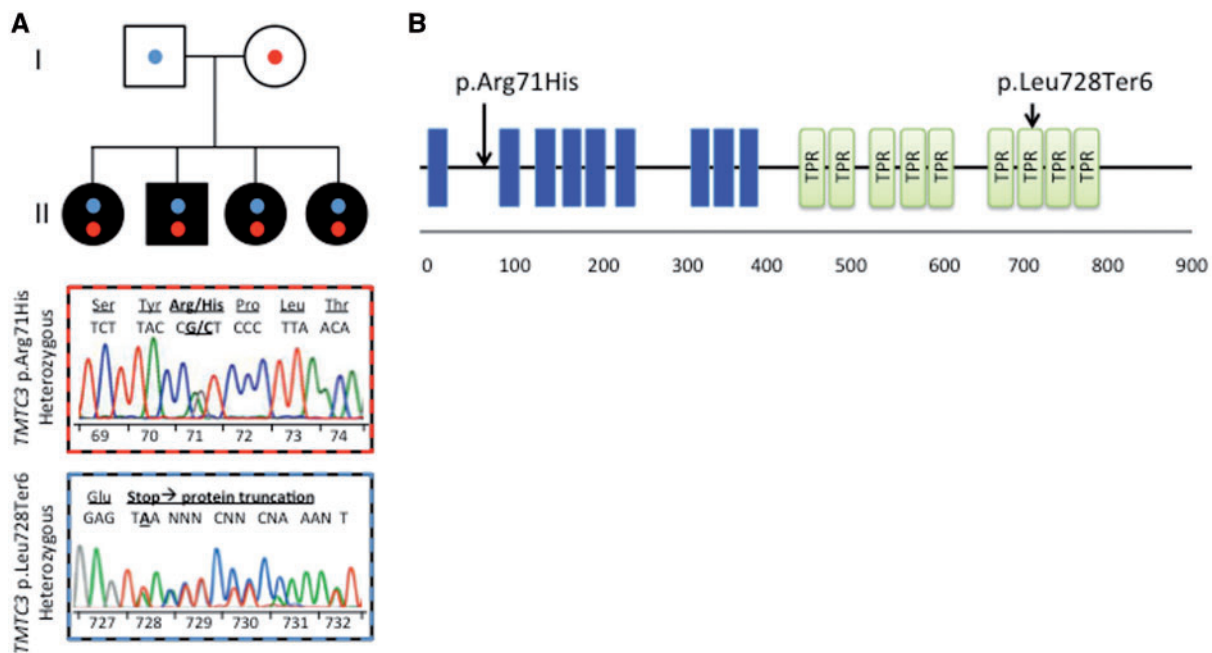 A
B
I
II
p.Arg71His
p.Leu728Ter6
TPR TPR TPR TPR TPR TPR TPR TPR TPR
0 100 200 300 400 500 600 700 800 900
TMTC3 p.Arg71His
Heterozygous
Ser Tyr Arg/His Pro Leu Thr
TCT TAC CG/CT CCC TTA ACA
69 70 71 72 73 74
TMTC3 p.Leu728Ter6
Heterozygous
Glu Stop→ protein truncation
GAG TAA NNN CNN CNA AAN T
727 728 729 730 731 732